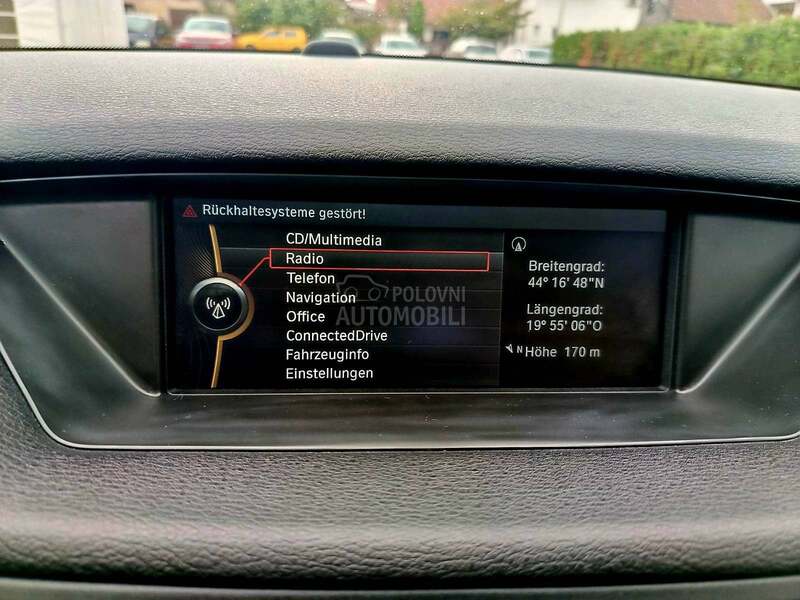 Rückhaltesysteme gestört!
CD/Multimedia
Radio
Telefon
Navigation
Office
ConnectedDrive
Fahrzeuginfo
Einstellungen
Breitengrad:
44° 16' 48"N
Längengrad:
19° 55' 06"O
N Höhe 170 m
POLOVNI
AUTOMOBILI